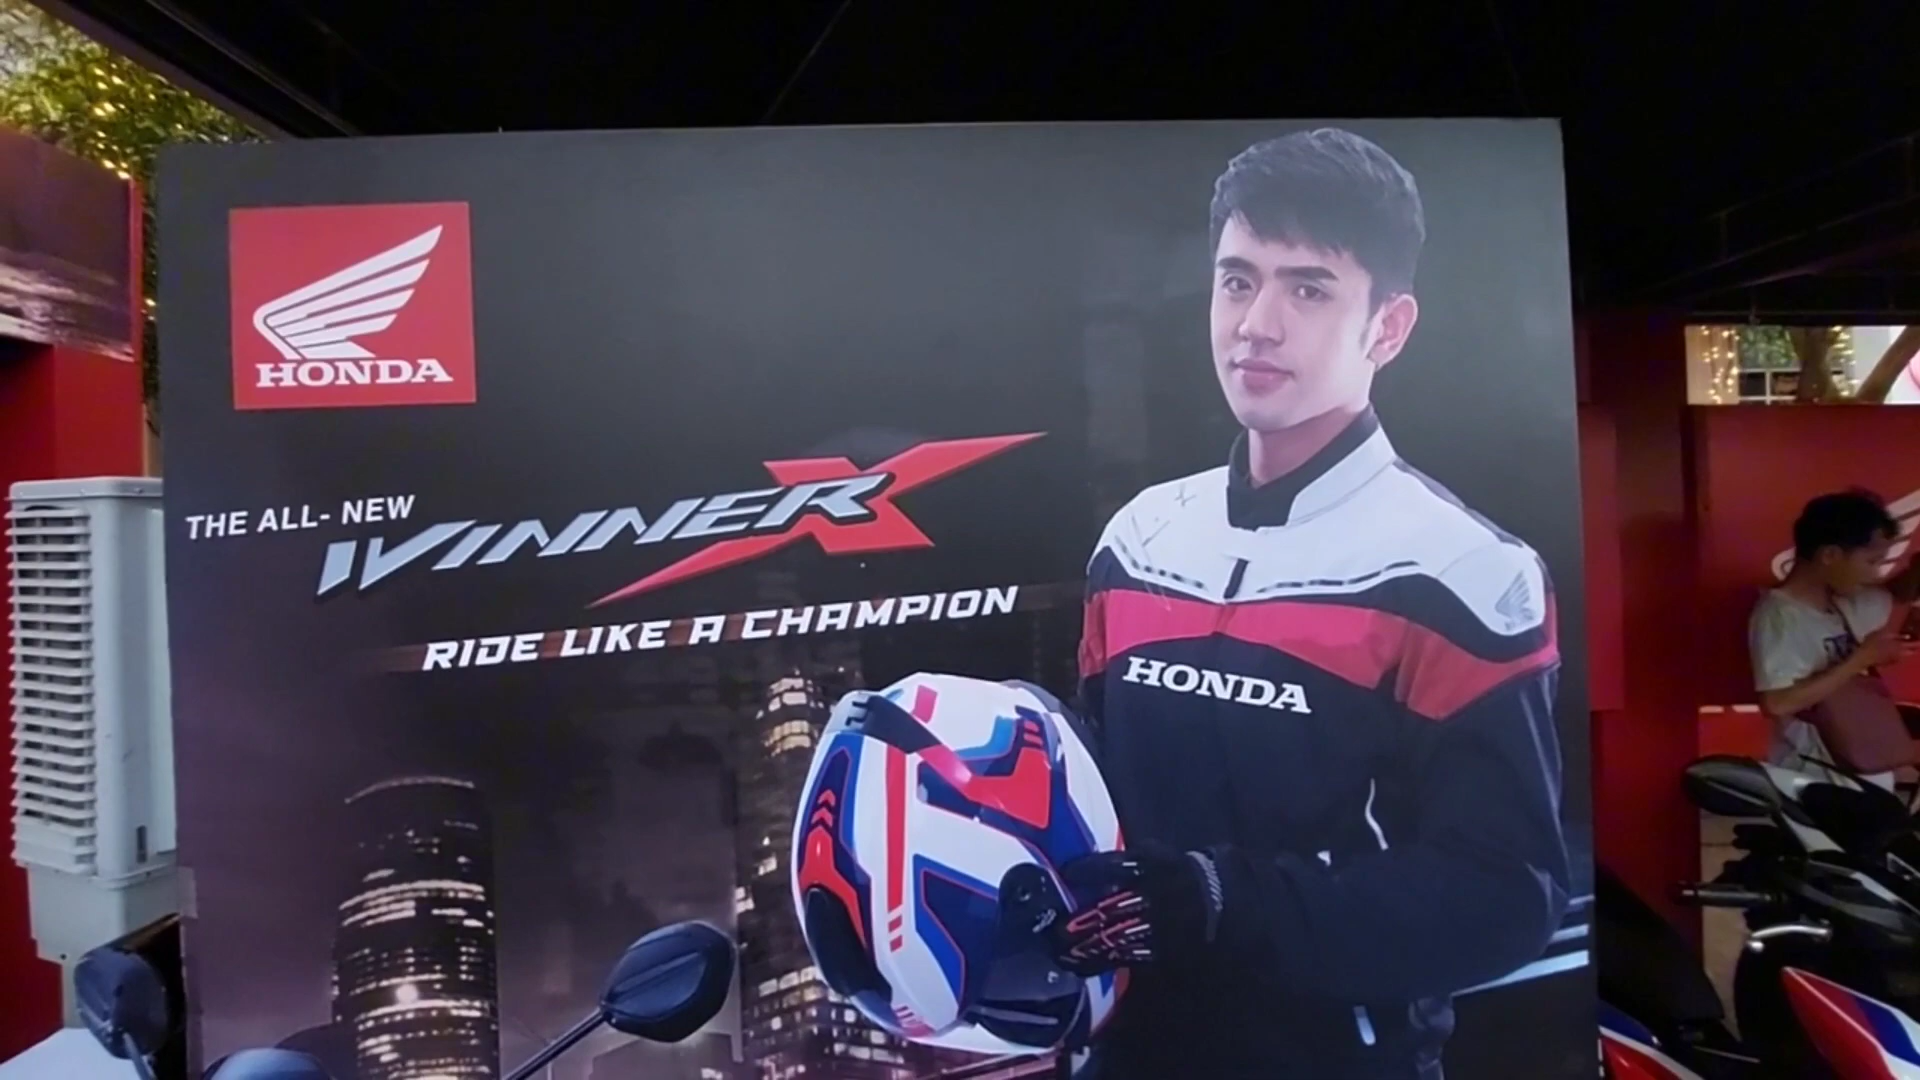 HONDA
THE ALL- NEW
WINNER X
RIDE LIKE A CHAMPION
HONDA